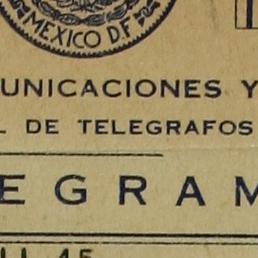 MEXICO D.F.
UNICACIONES Y
L DE TELEGRAFOS
EGRAM